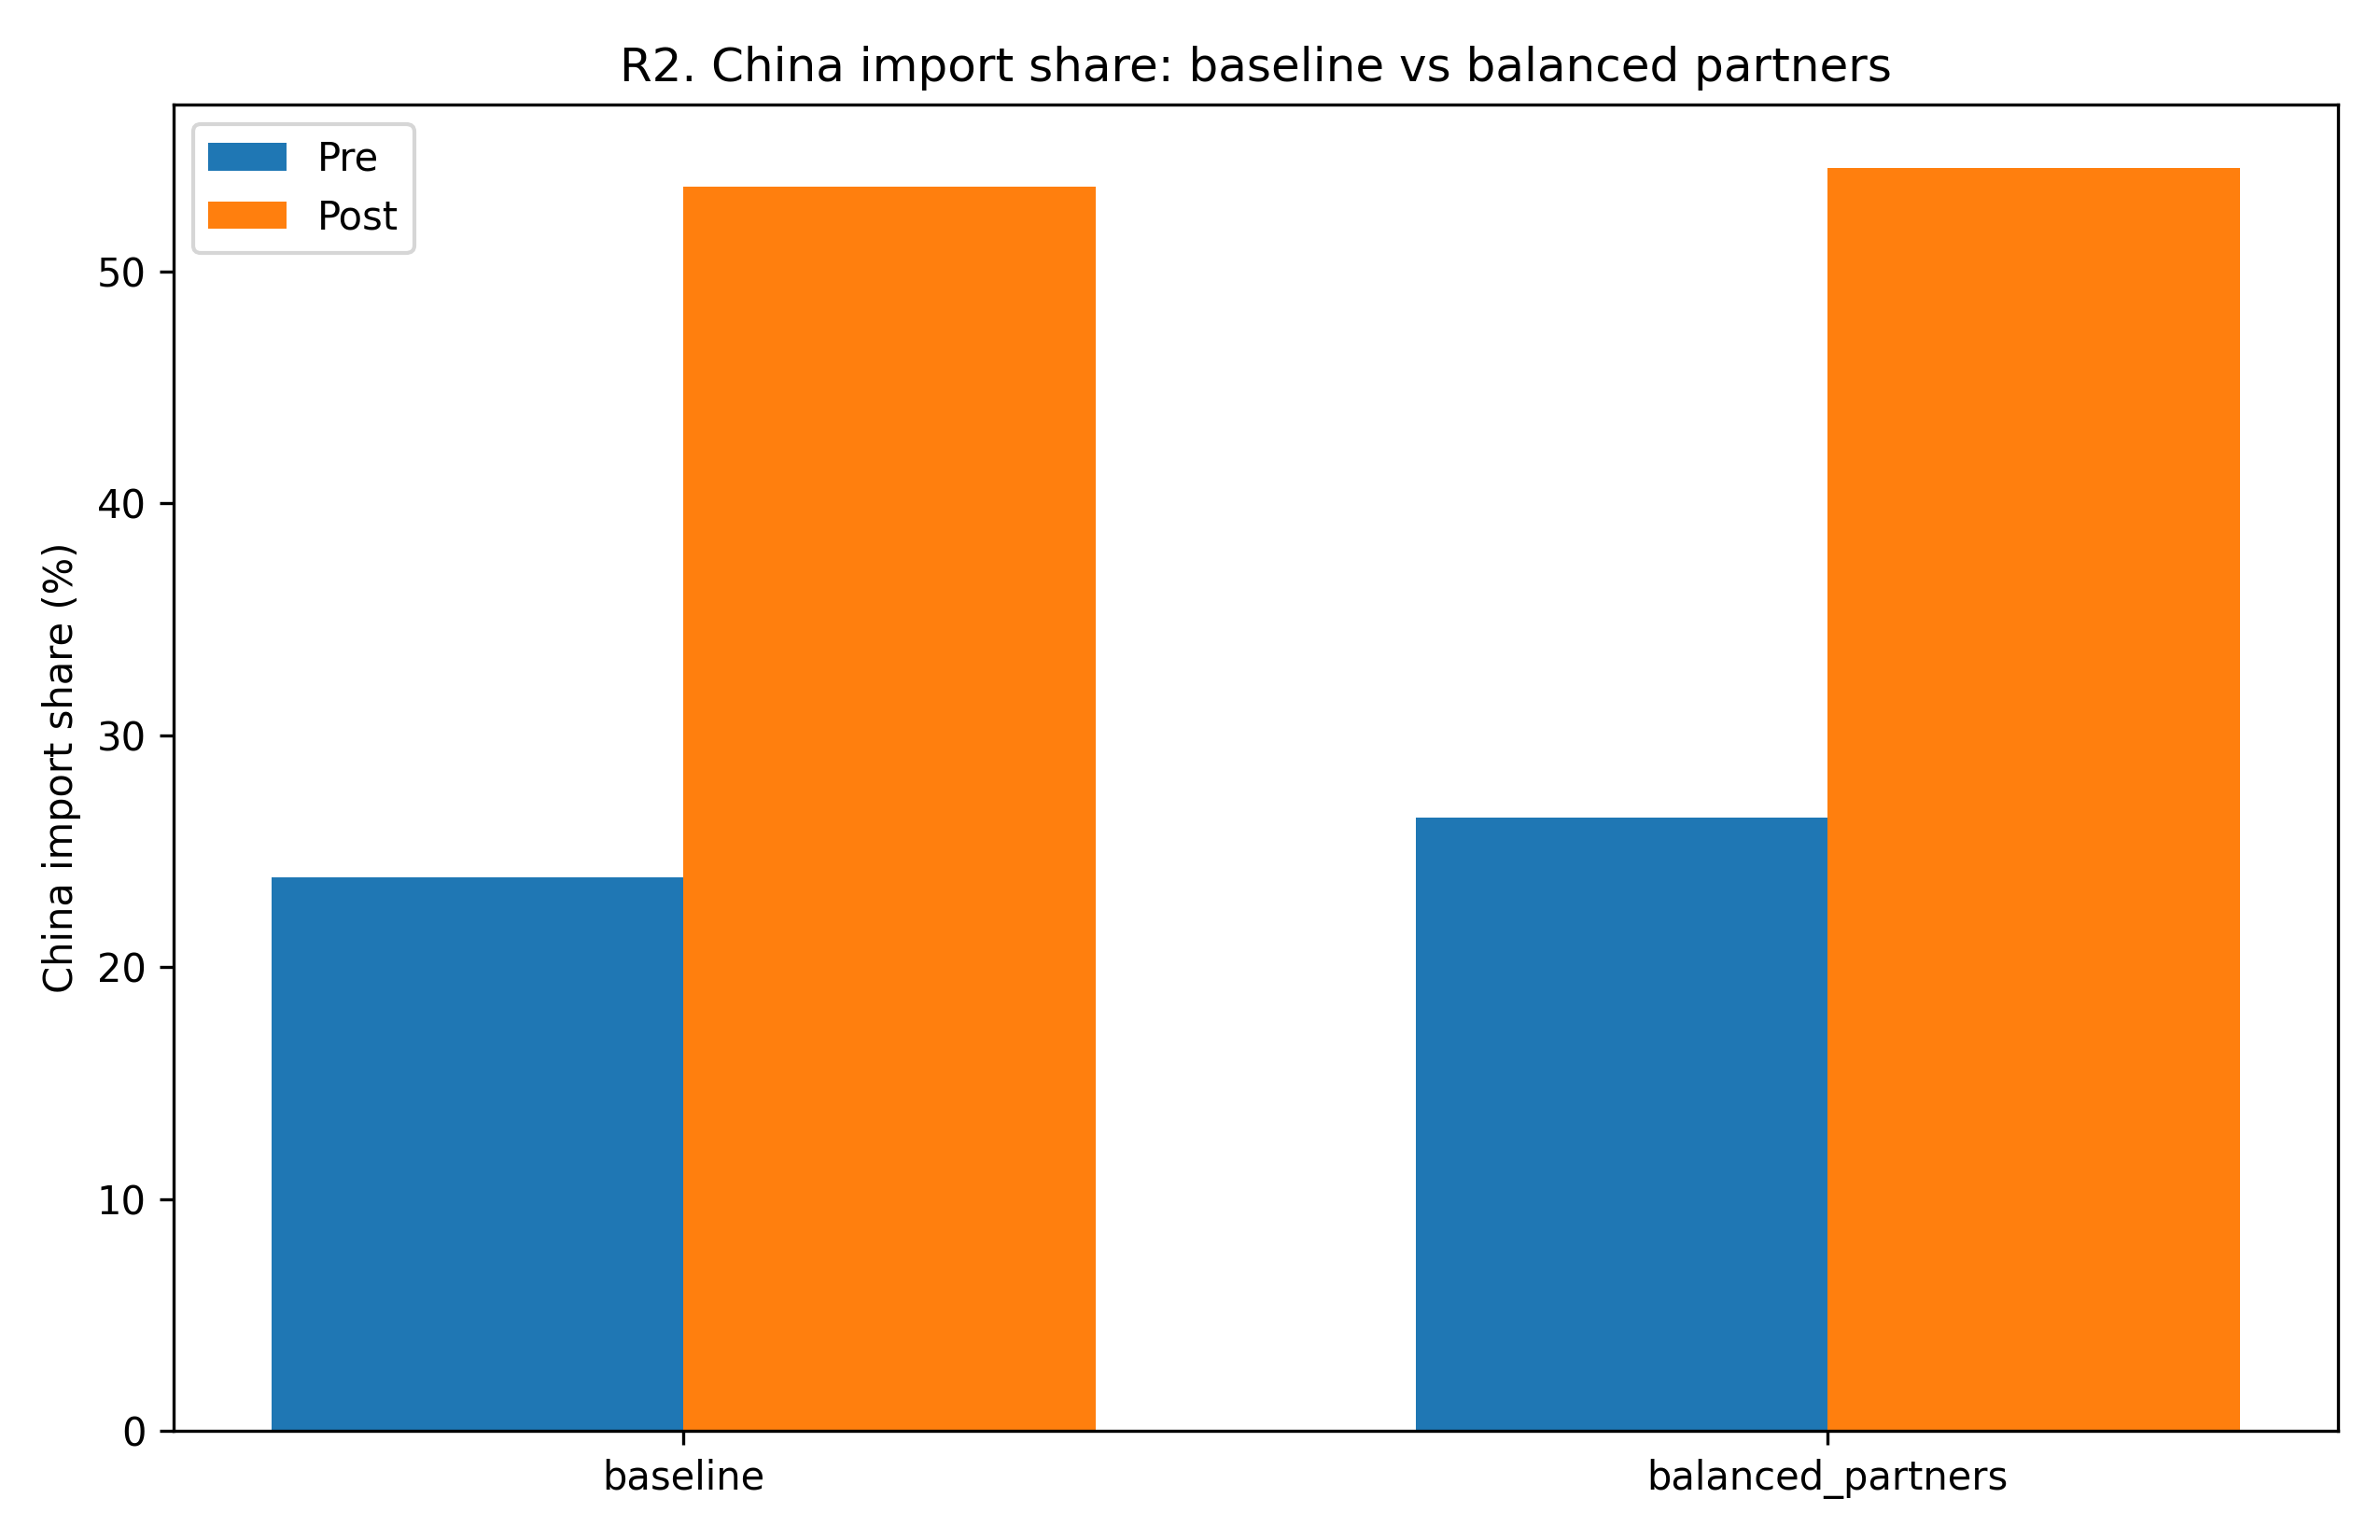 R2. China import share: baseline vs balanced partners
Pre
Post
China import share (%)
50
40
30
20
10
0
baseline
balanced_partners